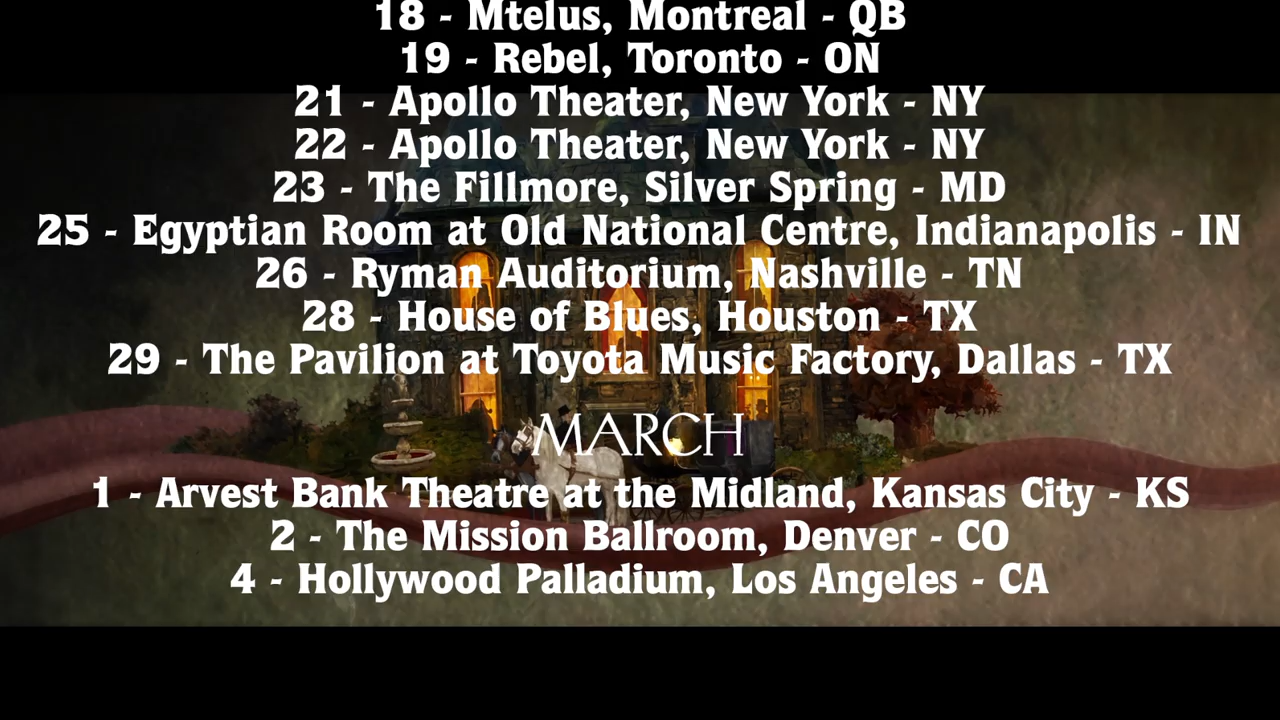 18 - Mtelus, Montreal - QB
19 - Rebel, Toronto - ON
21 - Apollo Theater, New York - NY
22 - Apollo Theater, New York - NY
23 - The Fillmore, Silver Spring - MD
25 - Egyptian Room at Old National Centre, Indianapolis - IN
26 - Ryman Auditorium, Nashville - TN
28 - House of Blues, Houston - TX
29 - The Pavilion at Toyota Music Factory, Dallas - TX
MARCH
1 - Arvest Bank Theatre at the Midland, Kansas City - KS
2 - The Mission Ballroom, Denver - CO
4 - Hollywood Palladium, Los Angeles - CA